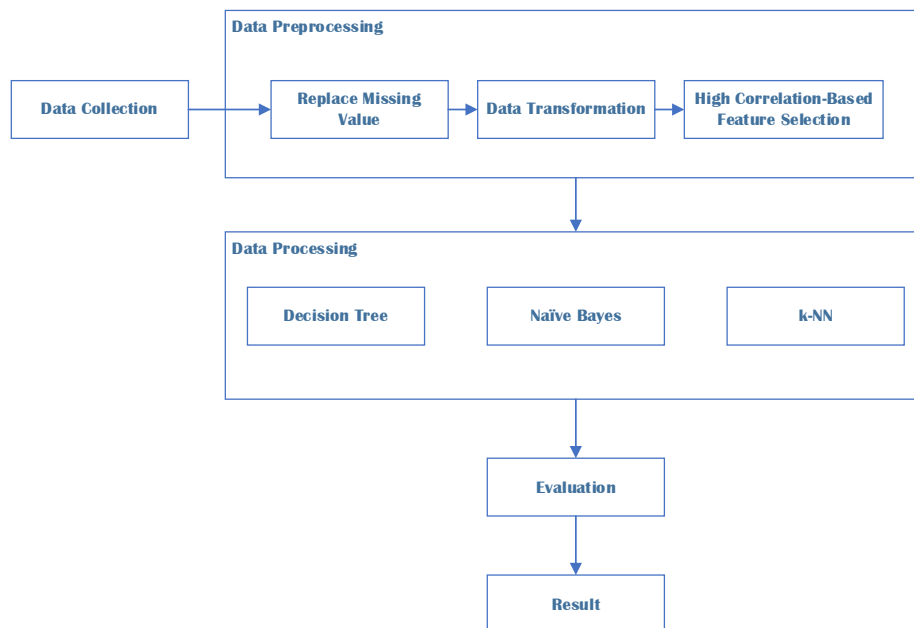 Data Preprocessing
Data Collection
Replace Missing
Value
Data Transformation
High Correlation-Based
Feature Selection
Data Processing
Decision Tree
Naïve Bayes
k-NN
Evaluation
Result